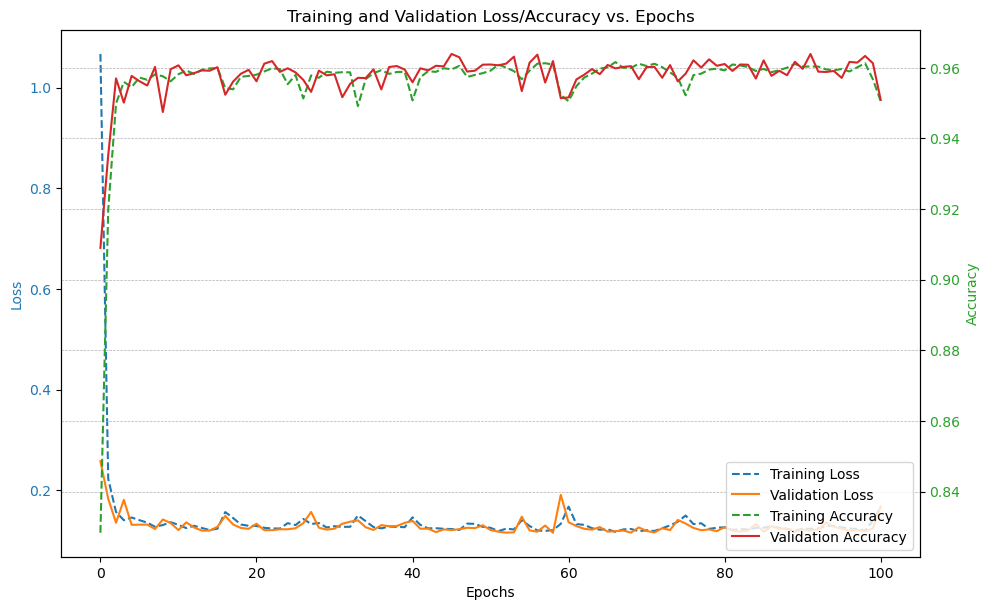 Training and Validation Loss/Accuracy vs. Epochs
Loss
1.0
0.8
0.6
0.4
0.2
0.96
0.94
0.92
0.90
0.88
0.86
0.84
Accuracy
Training Loss
Validation Loss
Training Accuracy
Validation Accuracy
0 20 40 60 80 100
Epochs